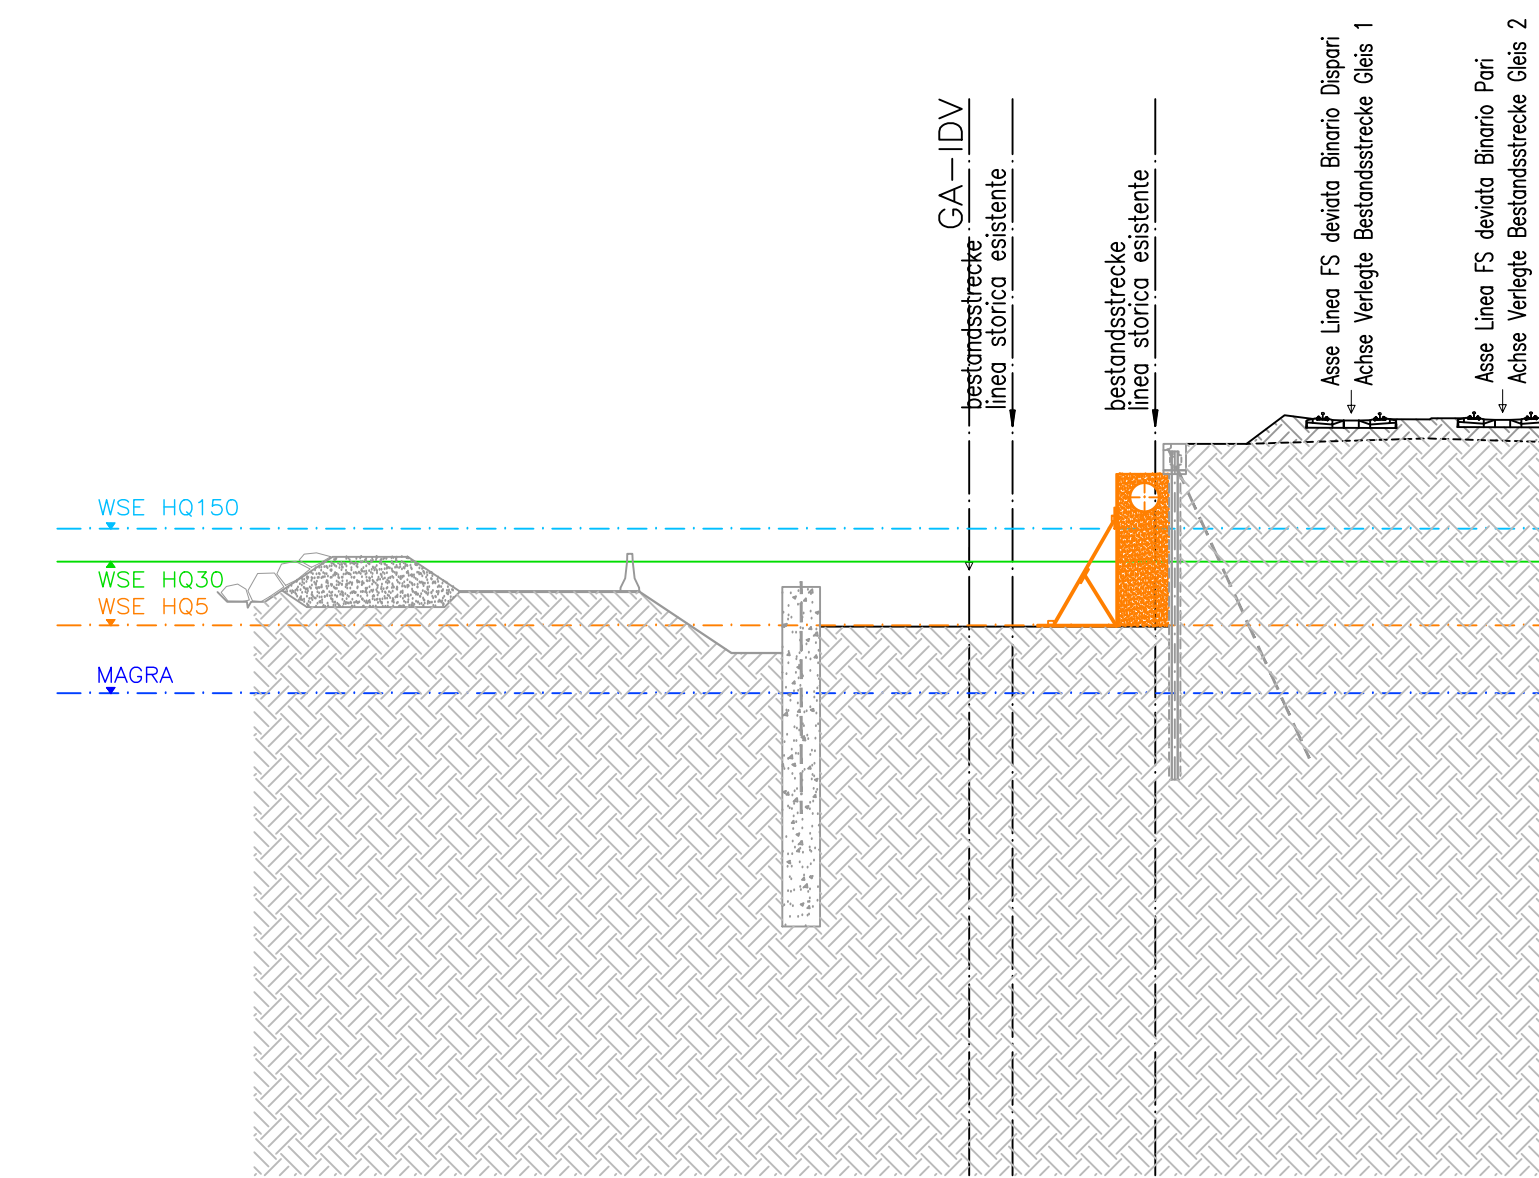 Asse Linea FS deviata Binario Dispari
Achse Verlegte Bestandsstrecke Gleis 1
Asse Linea FS deviata Binario Pari
Achse Verlegte Bestandsstrecke Gleis 2
GA-IDV
bestandsstrecke
linea storica esistente
bestandsstrecke
linea storica esistente
WSE HQ150
WSE HQ30
WSE HQ5
MAGRA